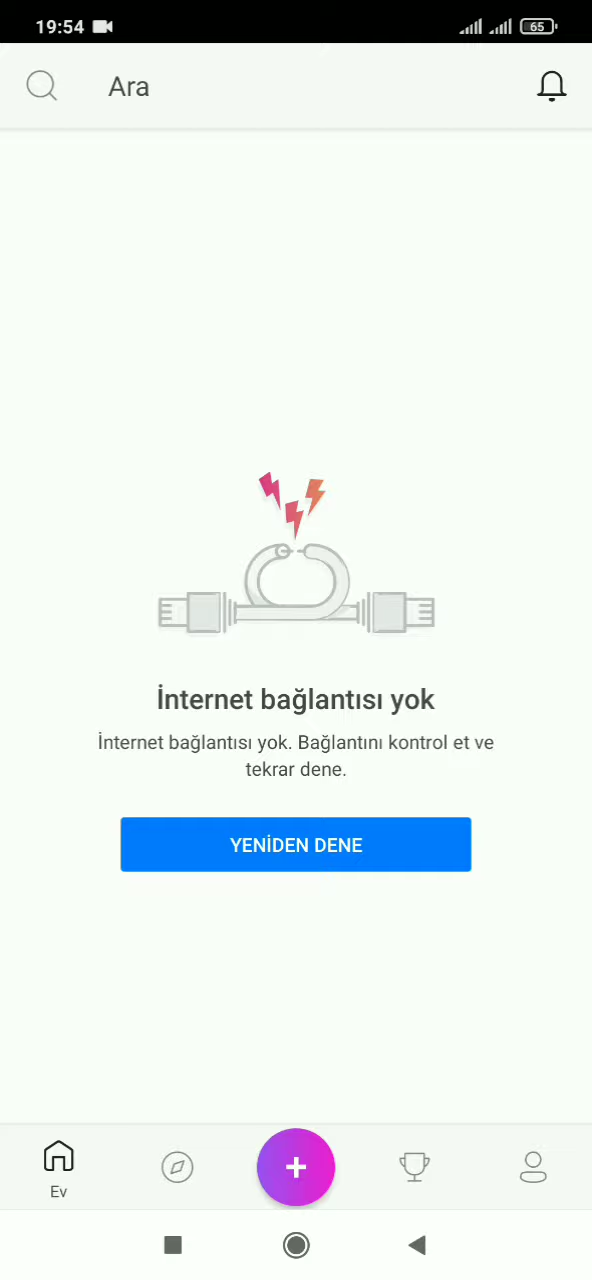 19:54
65
Ara
İnternet bağlantısı yok
İnternet bağlantısı yok. Bağlantını kontrol et ve
tekrar dene.
YENİDEN DENE
Ev